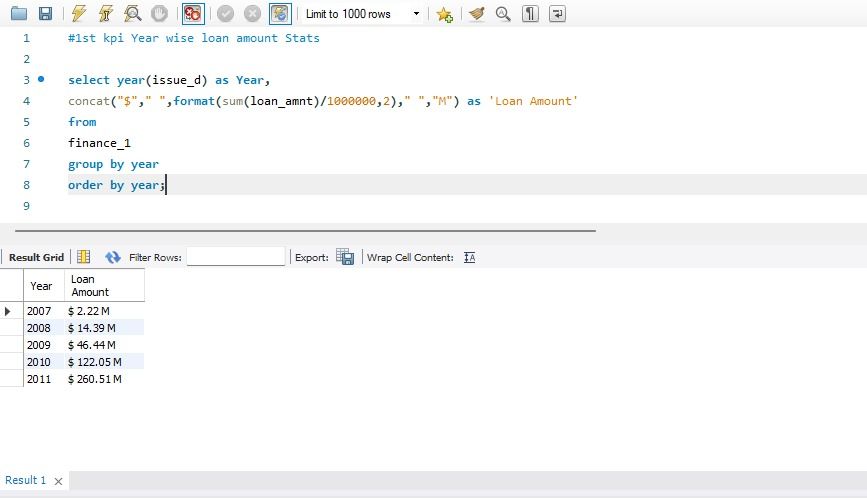 Limit to 1000 rows
1 #1st kpi Year wise loan amount Stats
2
3 select year(issue_d) as Year,
4 concat("$"," ",format(sum(loan_amnt)/1000000,2)," ","M") as 'Loan Amount'
5 from
6 finance_1
7 group by year
8 order by year;
9
Result Grid Filter Rows: Export: Wrap Cell Content: IA
Year Loan Amount
2007 $ 2.22 M
2008 $ 14.39 M
2009 $ 46.44 M
2010 $ 122.05 M
2011 $ 260.51 M
Result 1